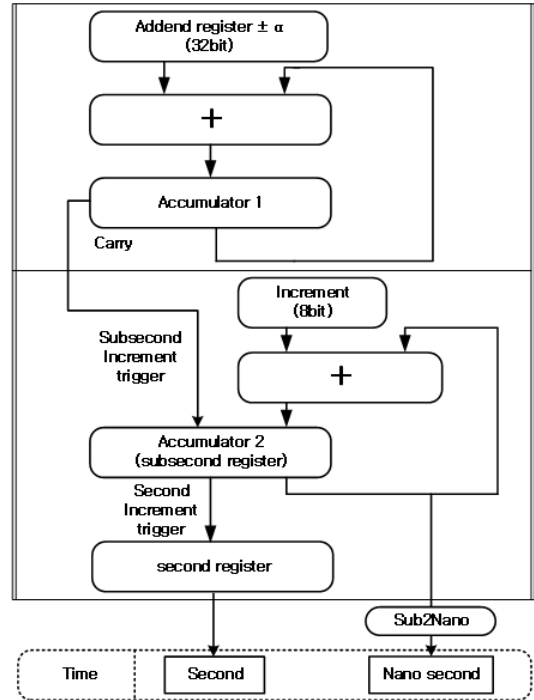 Addend register ± α
(32bit)
+
Accumulator 1
Carry
Increment
(8bit)
Subsecond
Increment
trigger
+
Accumulator 2
(subsecond register)
Second
Increment
trigger
second register
Sub2Nano
Time
Second
Nano second